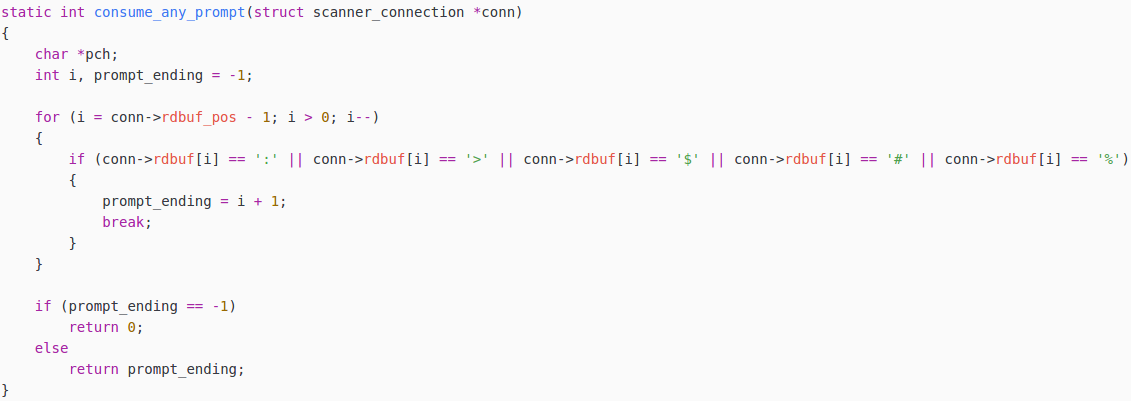 static int consume_any_prompt(struct scanner_connection *conn)
{
    char *pch;
    int i, prompt_ending = -1;

    for (i = conn->rdbuf_pos - 1; i > 0; i--)
    {
        if (conn->rdbuf[i] == ':' || conn->rdbuf[i] == '>' || conn->rdbuf[i] == '$' || conn->rdbuf[i] == '#' || conn->rdbuf[i] == '%')
        {
            prompt_ending = i + 1;
            break;
        }
    }

    if (prompt_ending == -1)
        return 0;
    else
        return prompt_ending;
}